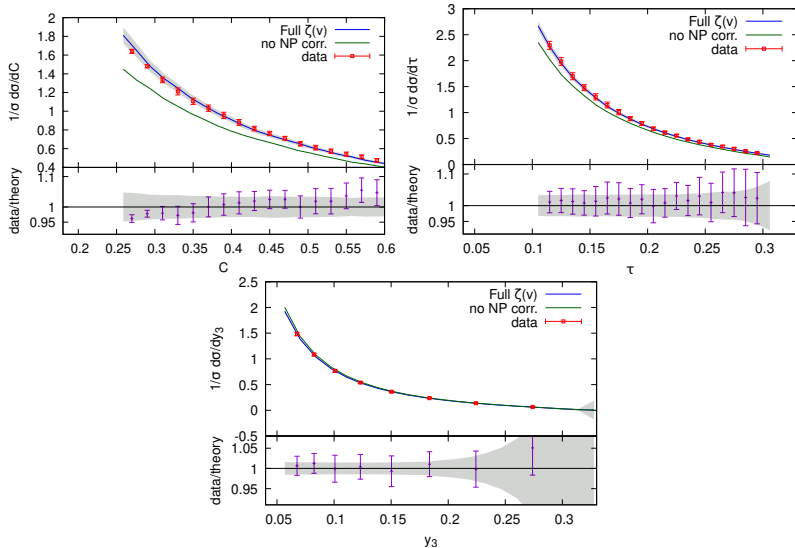 2
1.8
1.6
1.4
1.2
1
0.8
0.6
0.4
1/σ dσ/dC
Full ζ(v)
no NP corr.
data
1.1
1
0.95
data/theory
0.2 0.25 0.3 0.35 0.4 0.45 0.5 0.55 0.6
C
3
2.5
2
1.5
1
0.5
0
1/σ dσ/dτ
Full ζ(v)
no NP corr.
data
1.1
1
0.95
data/theory
0.05 0.1 0.15 0.2 0.25 0.3
τ
2.5
2
1.5
1
0.5
0
-0.5
1/σ dσ/dy3
Full ζ(v)
no NP corr.
data
1.05
1
0.95
data/theory
0.05 0.1 0.15 0.2 0.25 0.3
y3